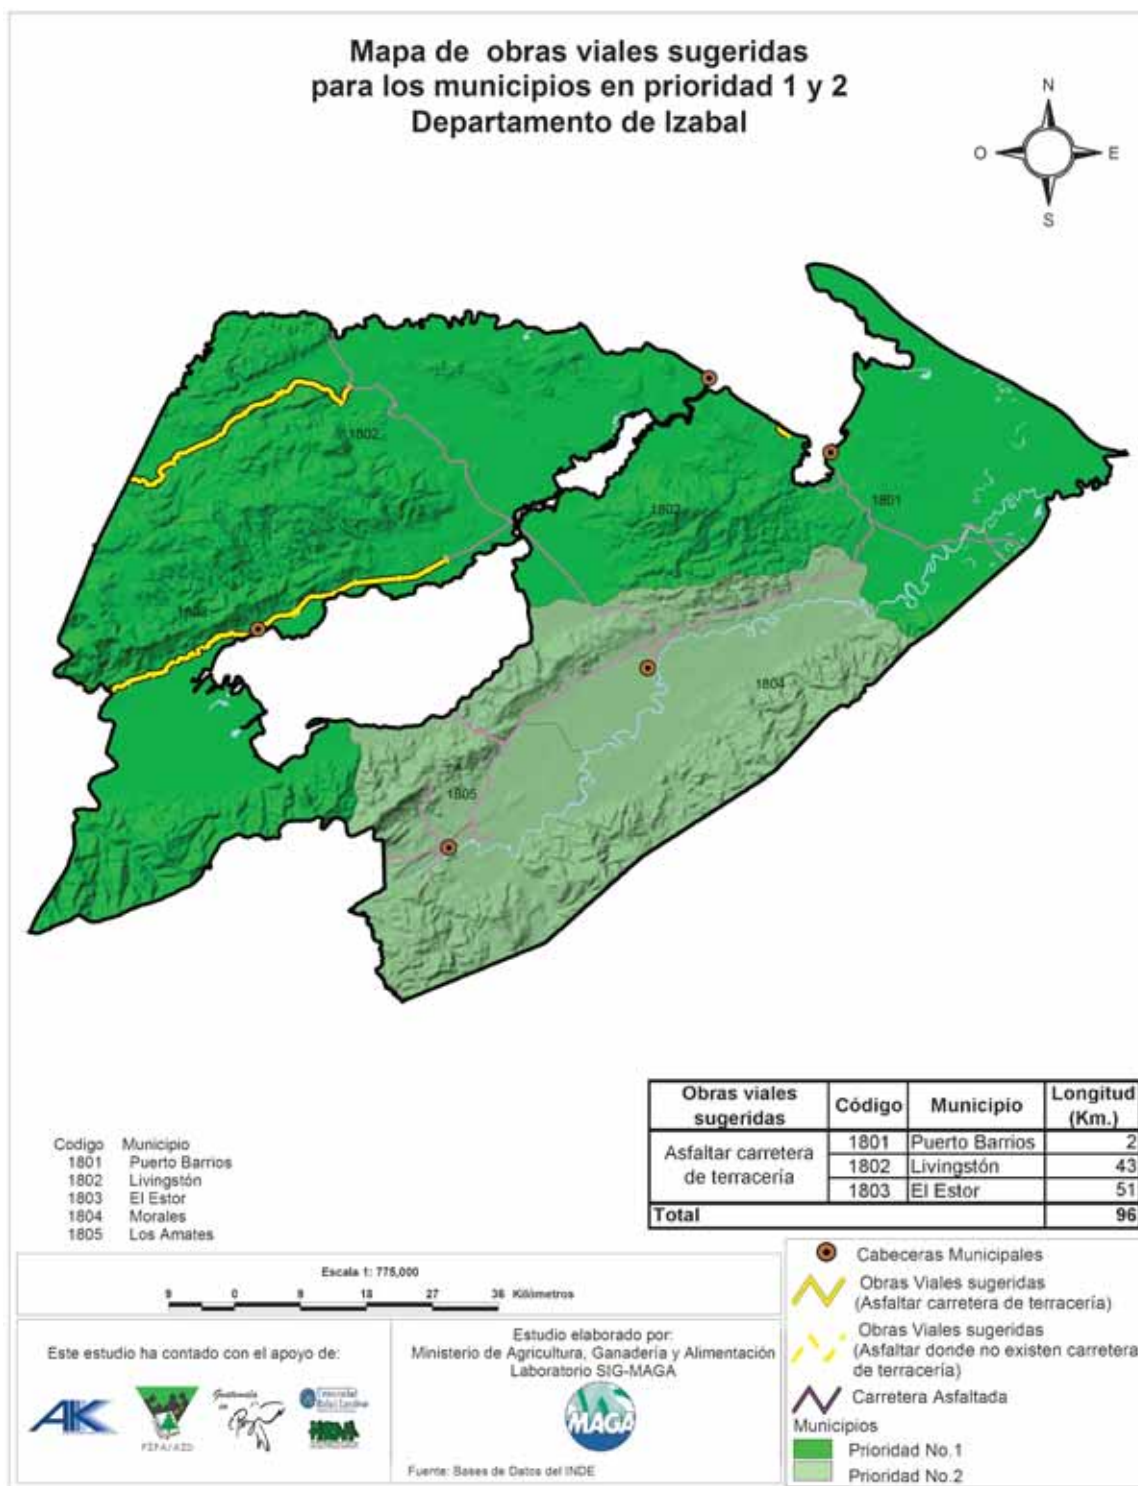 Mapa de obras viales sugeridas
para los municipios en prioridad 1 y 2
Departamento de Izabal
N
O
E
S
1802
1802
1801
1804
1805
Obras viales sugeridas Código Municipio Longitud (Km.)
Asfaltar carretera de terracería
1801 Puerto Barrios 2
1802 Livingstón 43
1803 El Estor 51
Total 96
Codigo Municipio
1801 Puerto Barrios
1802 Livingstón
1803 El Estor
1804 Morales
1805 Los Amates
Escala 1: 775,000
9 0 9 18 27 36 Kilómetros
Este estudio ha contado con el apoyo de:
AKK
Guatemala
Estudio elaborado por:
Ministerio de Agricultura, Ganadería y Alimentación
Laboratorio SIG-MAGA
MAGA
Fuente: Bases de Datos del INDE
Cabeceras Municipales
Obras Viales sugeridas
(Asfaltar carretera de terracería)
Obras Viales sugeridas
(Asfaltar donde no existen carretera
de terracería)
Carretera Asfaltada
Municipios
Prioridad No.1
Prioridad No.2